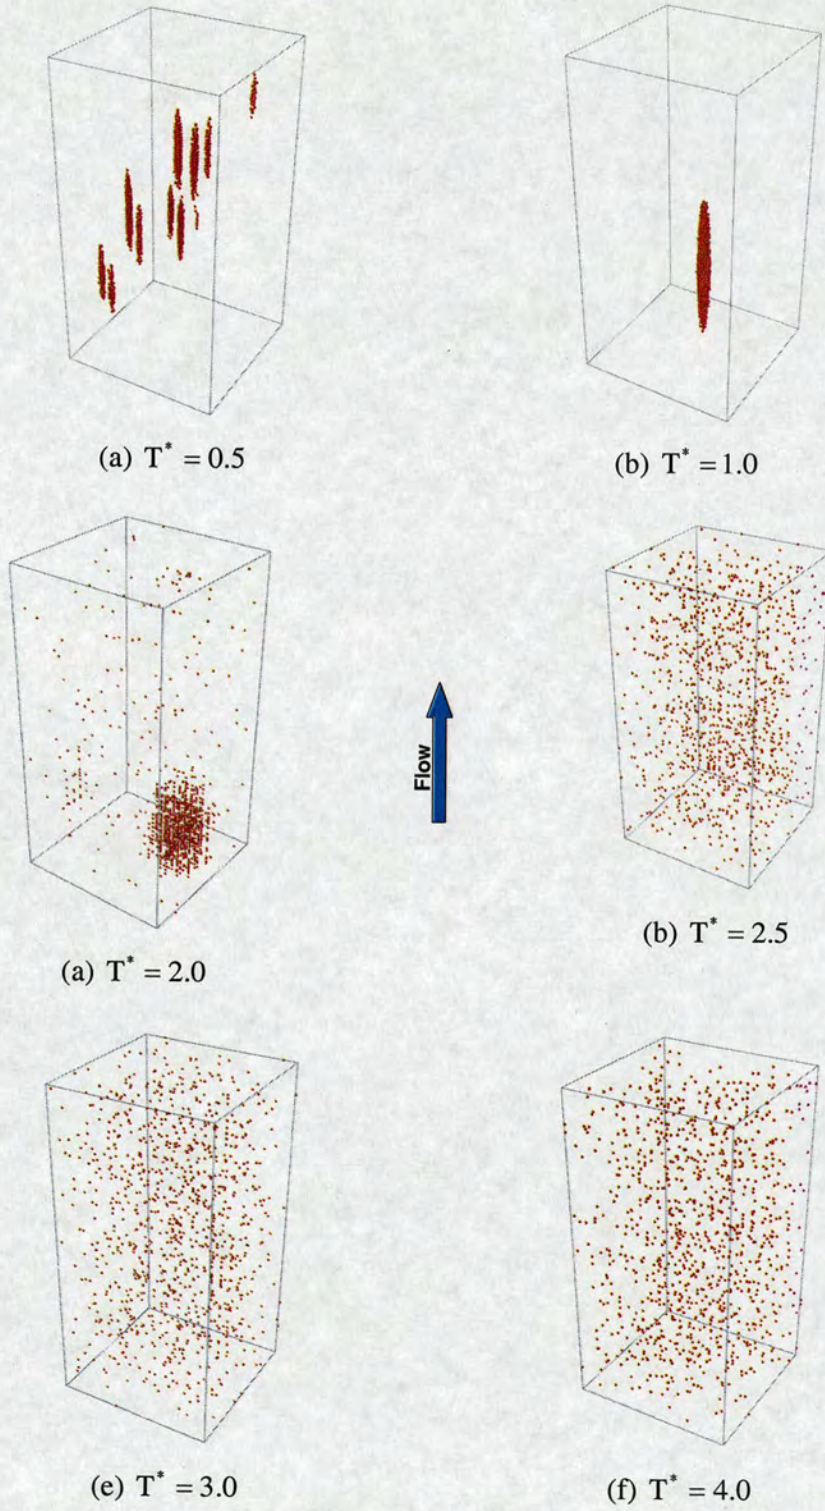 (a) T* = 0.5
(b) T* = 1.0
Flow
(a) T* = 2.0
(b) T* = 2.5
(e) T* = 3.0
(f) T* = 4.0